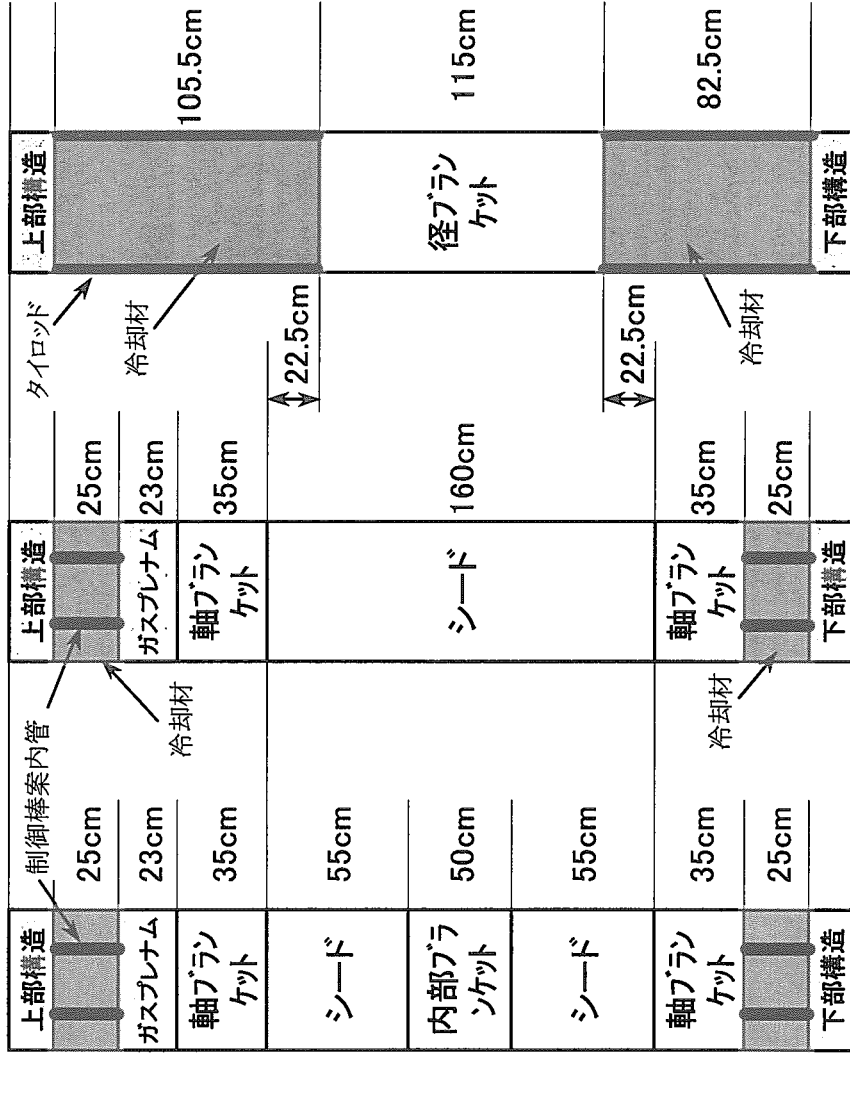 上部構造
25cm
ガスプレナム
23cm
軸ブラン
ケット
35cm
シード
55cm
内部ブラ
ンケット
50cm
シード
55cm
軸ブラン
ケット
35cm
25cm
下部構造
制御棒案内管
冷却材
上部構造
25cm
ガスプレナム
23cm
軸ブラン
ケット
35cm
シード
160cm
軸ブラン
ケット
35cm
25cm
下部構造
冷却材
22.5cm
22.5cm
タイロッド
冷却材
上部構造
105.5cm
径ブラン
ケット
115cm
82.5cm
冷却材
下部構造